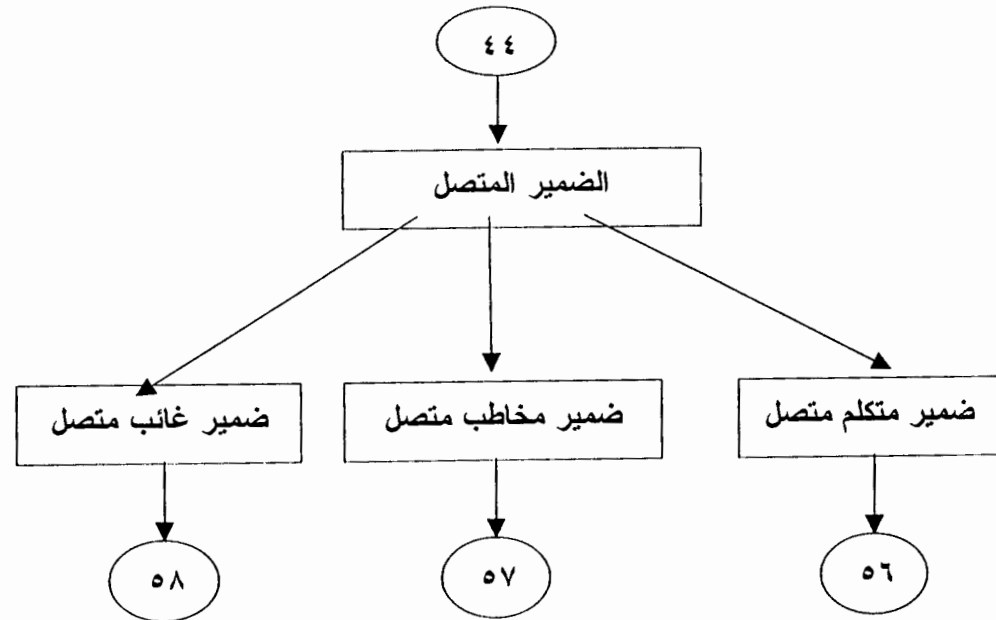 ٤٤
الضمير المتصل
ضمير متكلم متصل
ضمير مخاطب متصل
ضمير غائب متصل
٥٦
٥٧
٥٨